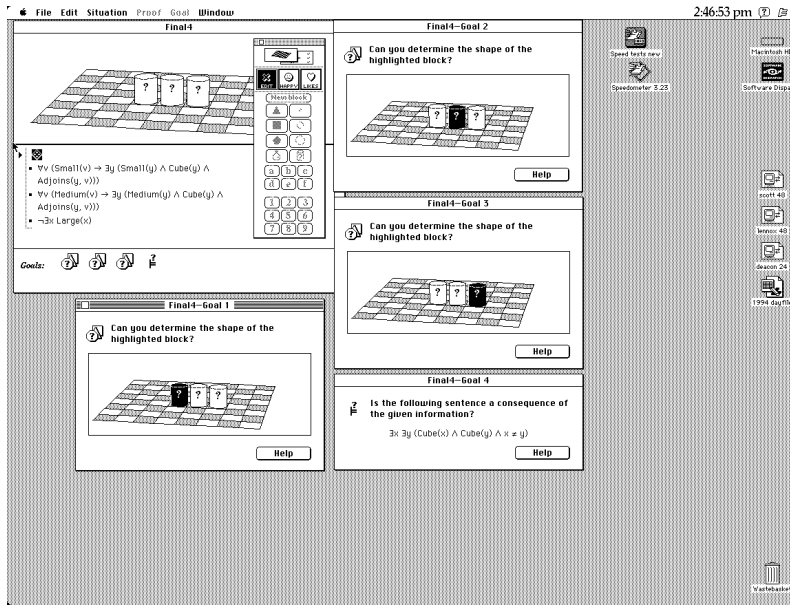 File Edit Situation Proof Goal Window 2:46:53 pm
Final4
? ? ?
EDIT HAPPY LIKES
New block
a b c
d e f
1 2 3
4 5 6
7 8 9
∀v (Small(v) → ∃y (Small(y) ∧ Cube(y) ∧
Adjoins(y, v)))
∀v (Medium(v) → ∃y (Medium(y) ∧ Cube(y) ∧
Adjoins(y, v)))
¬∃x Large(x)
Goals: ? ? ? ?
Final4–Goal 1
Can you determine the shape of the
highlighted block?
? ? ?
Help
Final4–Goal 2
Can you determine the shape of the
highlighted block?
? ? ?
Help
Final4–Goal 3
Can you determine the shape of the
highlighted block?
? ? ?
Help
Final4–Goal 4
Is the following sentence a consequence of
the given information?
∃x ∃y (Cube(x) ∧ Cube(y) ∧ x ≠ y)
Help
Speed tests new
Speedometer 3.23
Macintosh H
Software Dispa
scott 48
lennox 48
deacon 24
1994 dayfile
Wastebasket